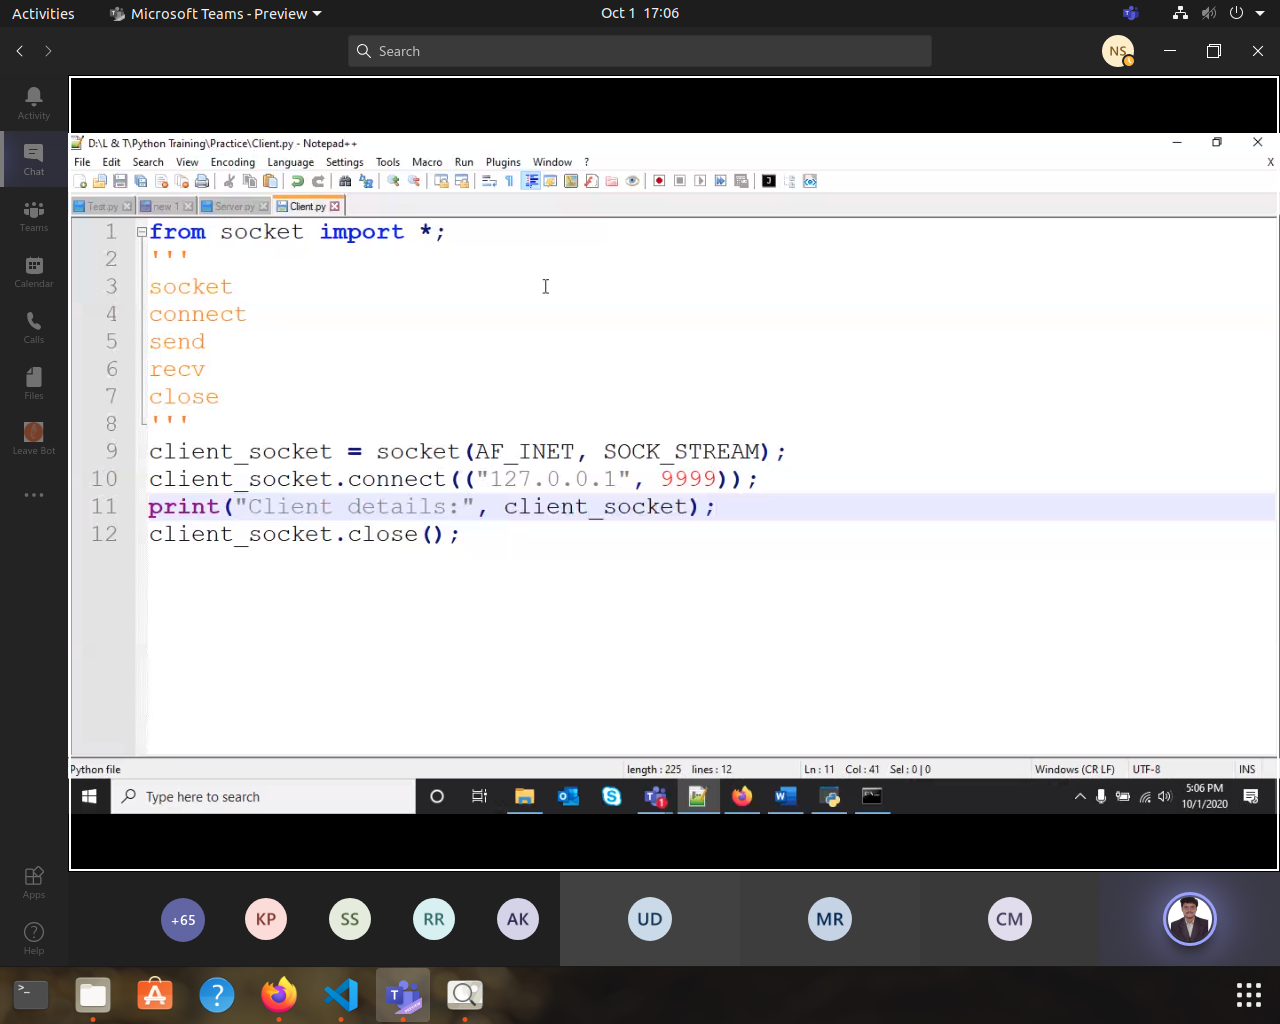 Activities Microsoft Teams - Preview Oct 1 17:06
Search NS
Activity
Chat
Teams
Calendar
Calls
Files
Leave Bot
Apps
Help
D:\L & T\Python Training\Practice\Client.py - Notepad++
File Edit Search View Encoding Language Settings Tools Macro Run Plugins Window ? X
Test.py new 1 Server.py Client.py
1 from socket import *;
2 '''
3 socket
4 connect
5 send
6 recv
7 close
8 '''
9 client_socket = socket(AF_INET, SOCK_STREAM);
10 client_socket.connect(("127.0.0.1", 9999));
11 print("Client details:", client_socket);
12 client_socket.close();
Python file length : 225 lines : 12 Ln : 11 Col : 41 Sel : 0 | 0 Windows (CR LF) UTF-8 INS
Type here to search 5:06 PM
10/1/2020
+65 KP SS RR AK UD MR CM